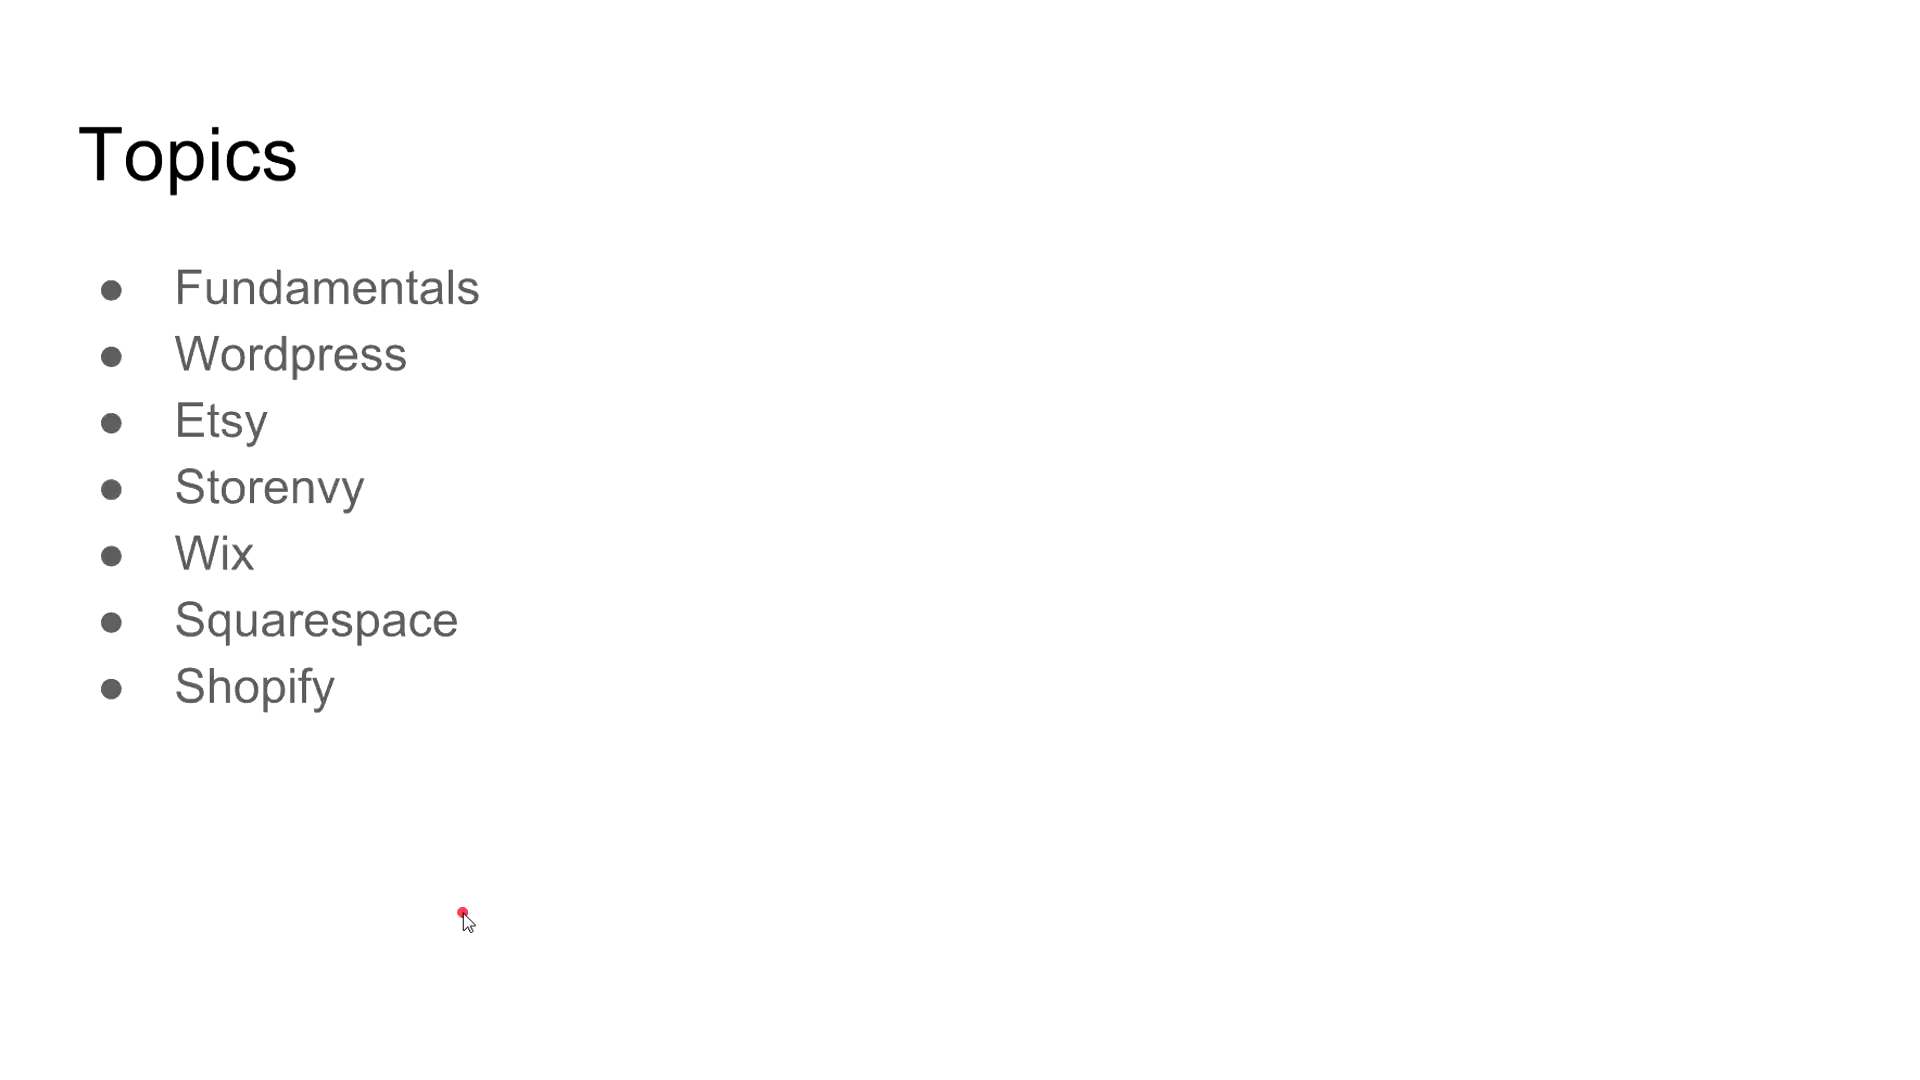 Topics
● Fundamentals
● Wordpress
● Etsy
● Storenvy
● Wix
● Squarespace
● Shopify